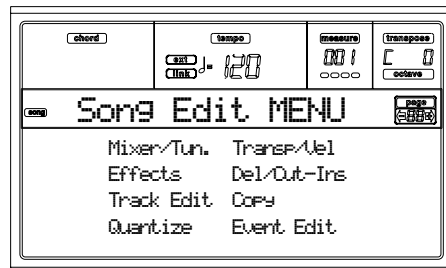 chord tempo measure transpose
ext link ♩= 120 001 C 0
octave
song Song Edit MENU page
Mixer/Tun. Transp/Vel
Effects Del/Cut-Ins
Track Edit Copy
Quantize Event Edit